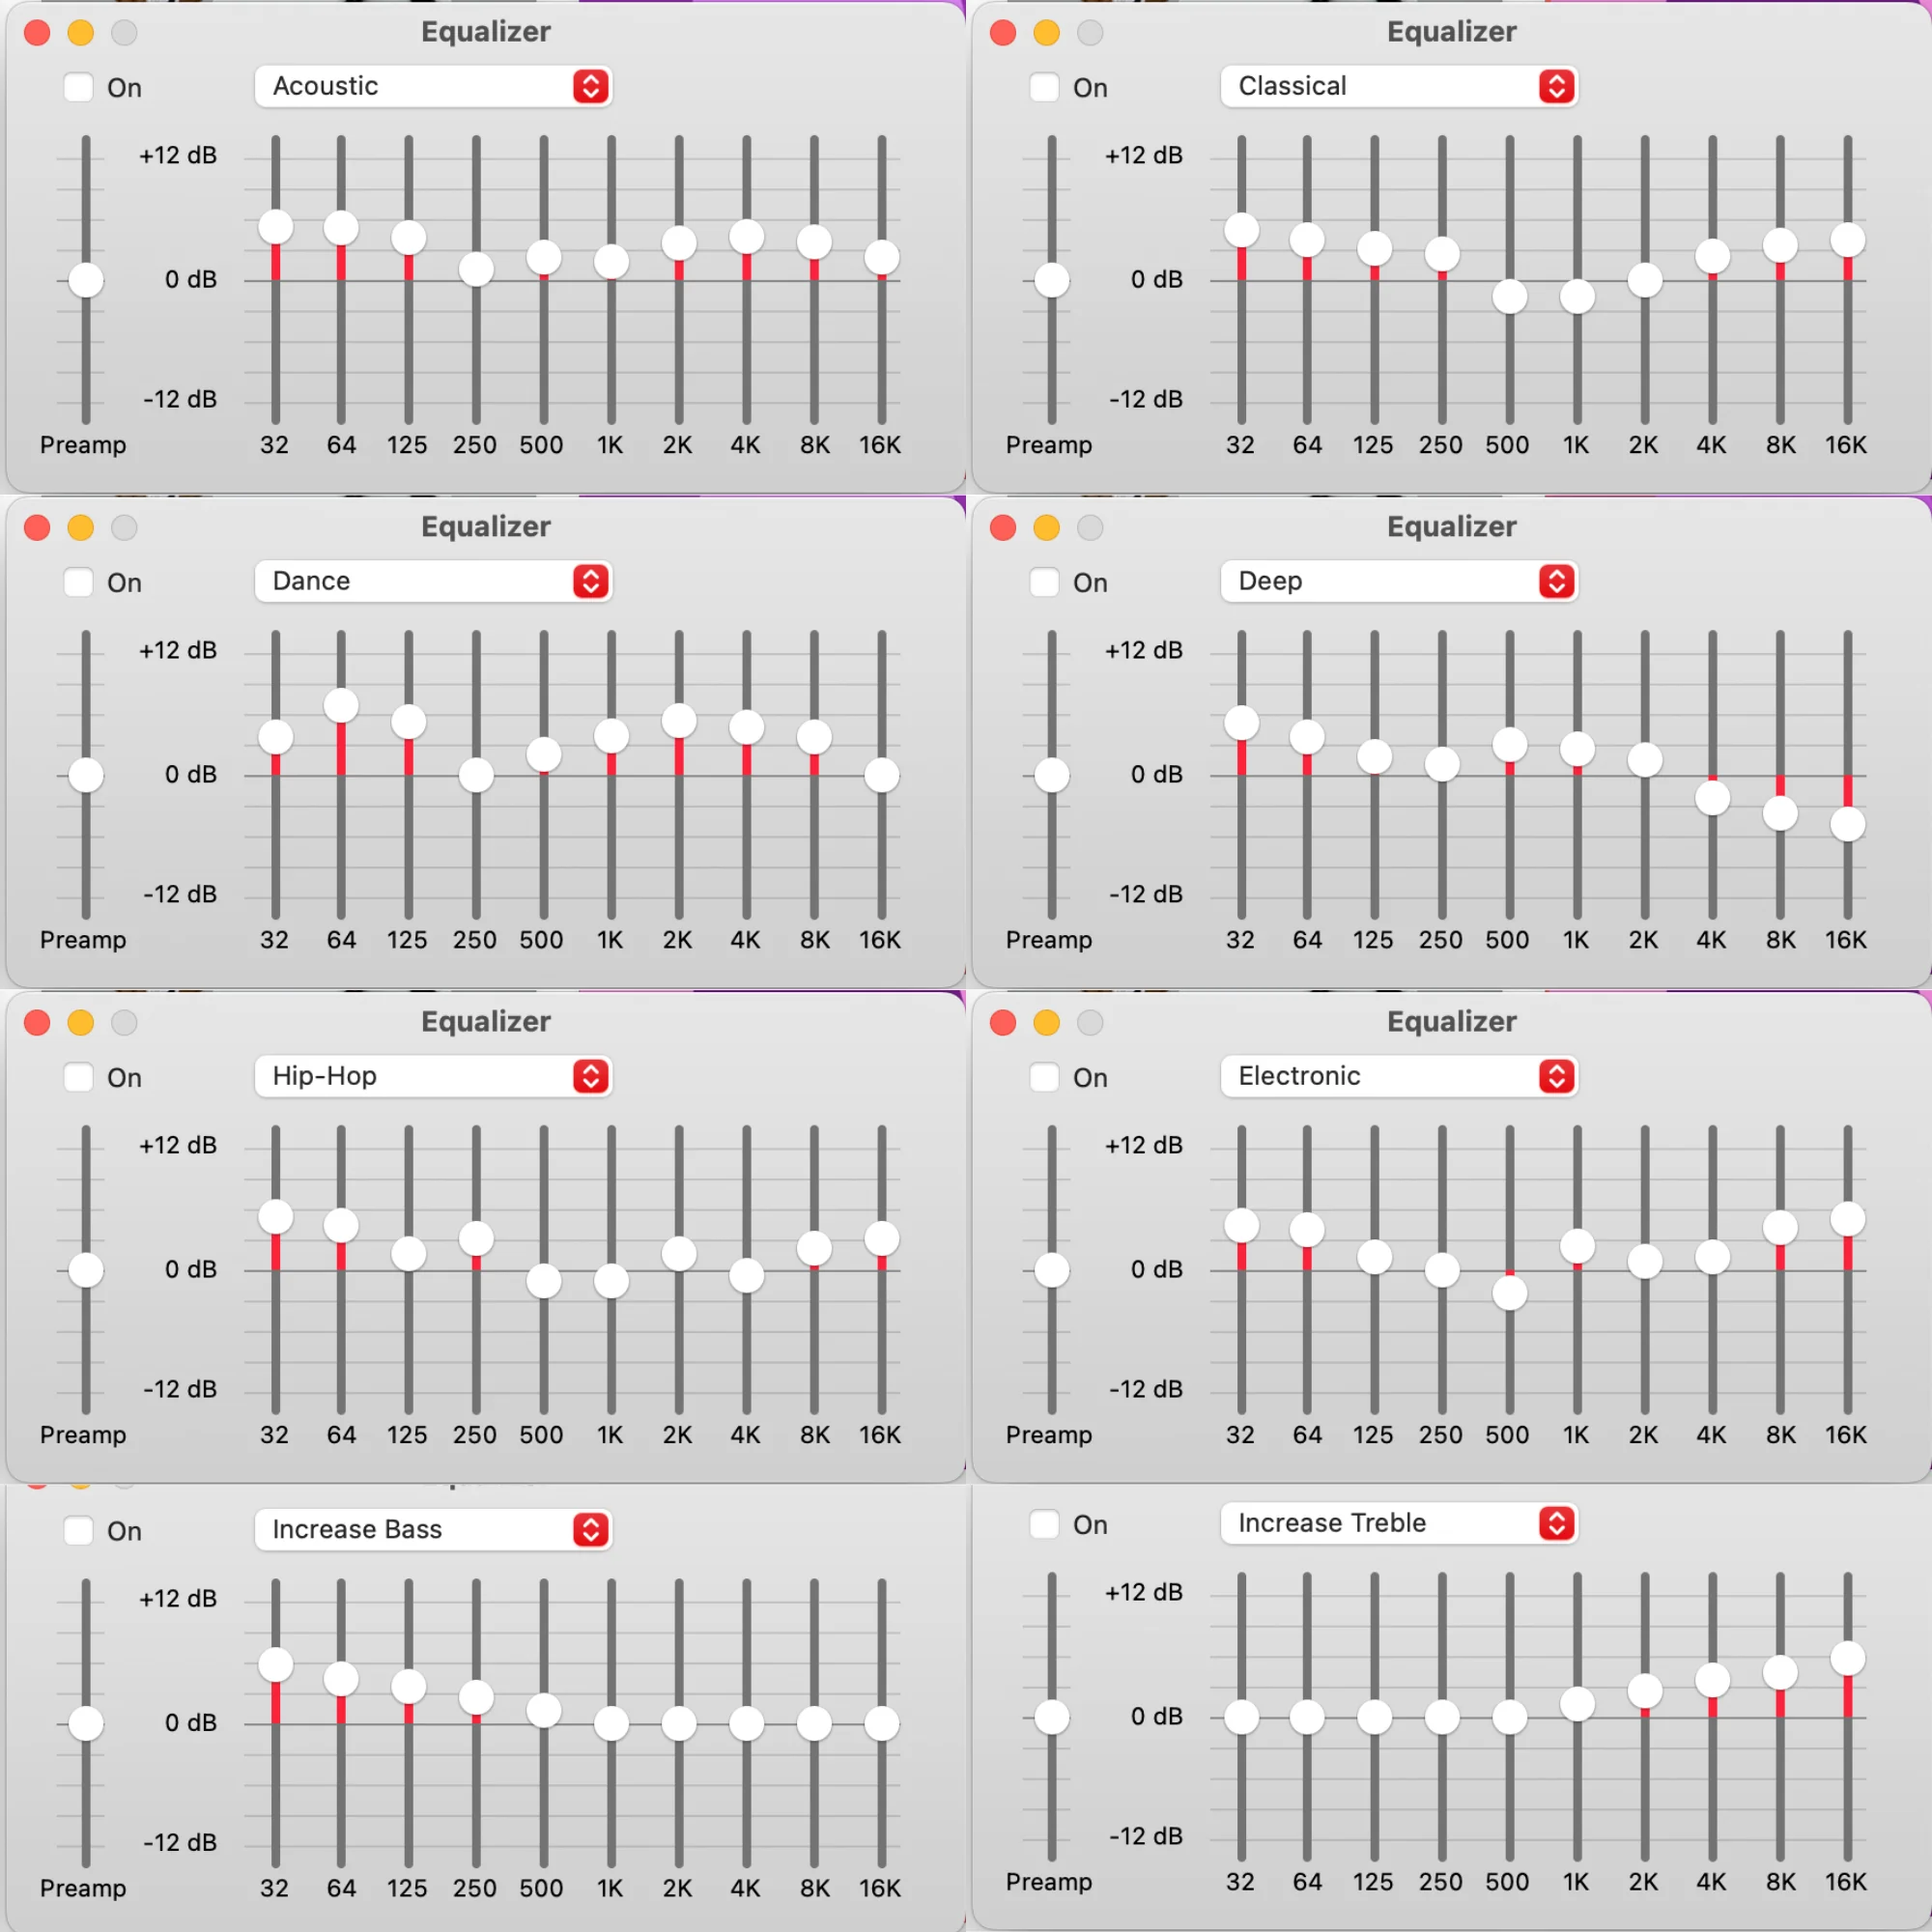 Equalizer
On Acoustic
+12 dB
0 dB
-12 dB
Preamp 32 64 125 250 500 1K 2K 4K 8K 16K
Equalizer
On Classical
+12 dB
0 dB
-12 dB
Preamp 32 64 125 250 500 1K 2K 4K 8K 16K
Equalizer
On Dance
+12 dB
0 dB
-12 dB
Preamp 32 64 125 250 500 1K 2K 4K 8K 16K
Equalizer
On Deep
+12 dB
0 dB
-12 dB
Preamp 32 64 125 250 500 1K 2K 4K 8K 16K
Equalizer
On Hip-Hop
+12 dB
0 dB
-12 dB
Preamp 32 64 125 250 500 1K 2K 4K 8K 16K
Equalizer
On Electronic
+12 dB
0 dB
-12 dB
Preamp 32 64 125 250 500 1K 2K 4K 8K 16K
On Increase Bass
+12 dB
0 dB
-12 dB
Preamp 32 64 125 250 500 1K 2K 4K 8K 16K
On Increase Treble
+12 dB
0 dB
-12 dB
Preamp 32 64 125 250 500 1K 2K 4K 8K 16K